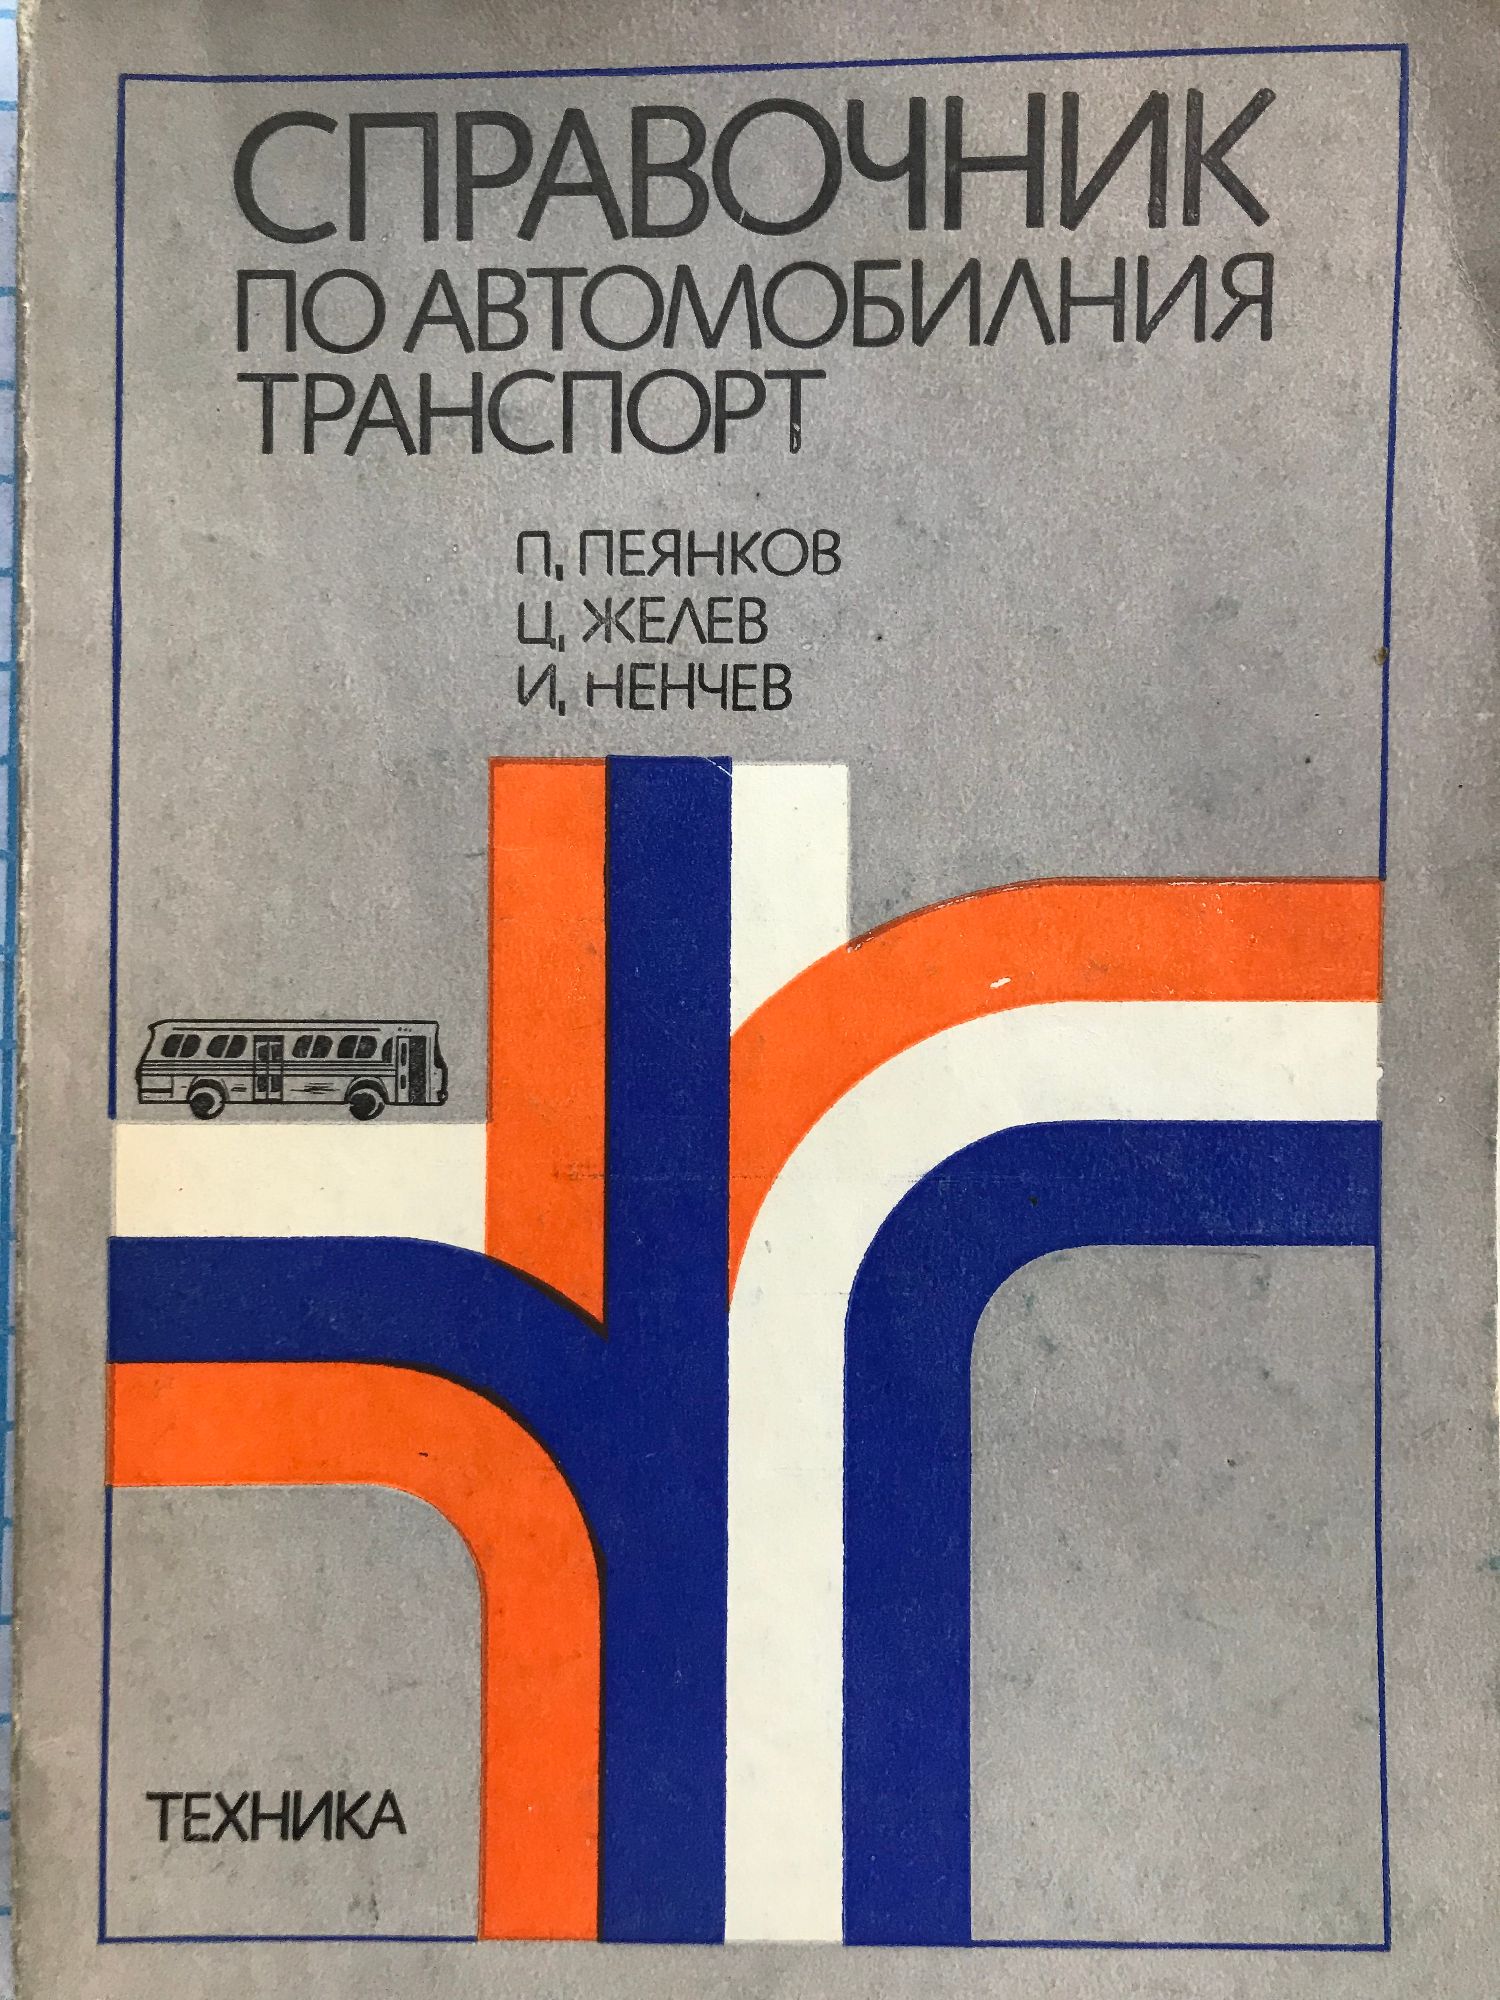 СПРАВОЧНИК
ПО АВТОМОБИЛНИЯ
ТРАНСПОРТ
П. ПЕЯНКОВ
Ц. ЖЕЛЕВ
И. НЕНЧЕВ
ТЕХНИКА